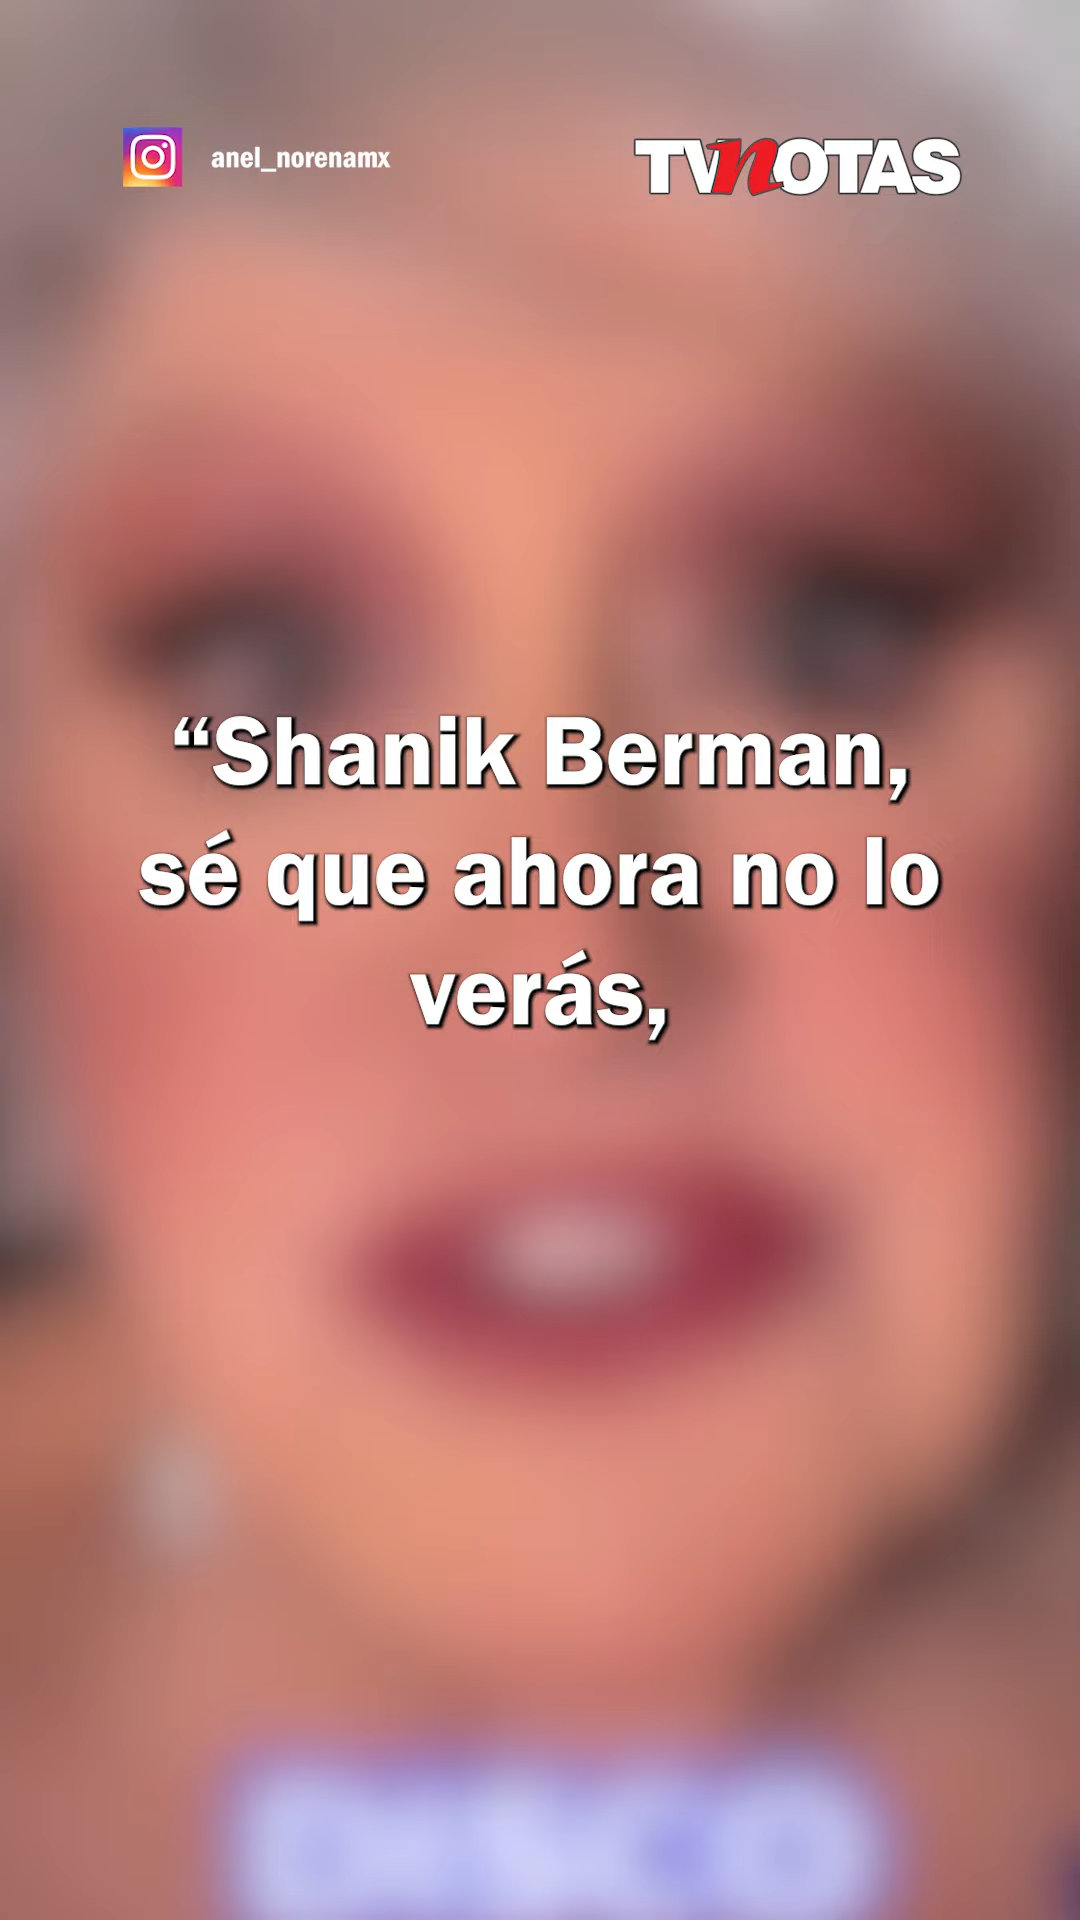 anel_norenamx
TVnOTAS
“Shanik Berman,
sé que ahora no lo
verás,